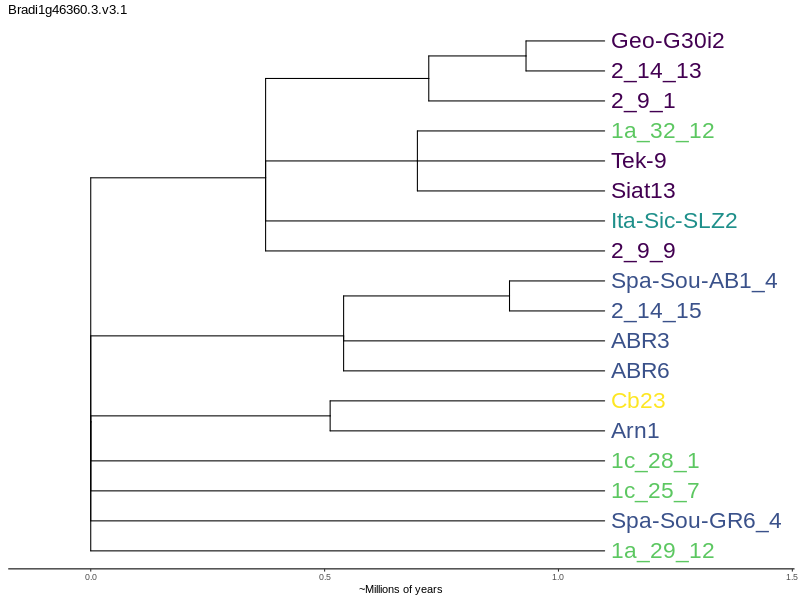 Bradi1g46360.3.v3.1
Geo-G30i2
2_14_13
2_9_1
1a_32_12
Tek-9
Siat13
Ita-Sic-SLZ2
2_9_9
Spa-Sou-AB1_4
2_14_15
ABR3
ABR6
Cb23
Arn1
1c_28_1
1c_25_7
Spa-Sou-GR6_4
1a_29_12
0.0 0.5 1.0 1.5
~Millions of years